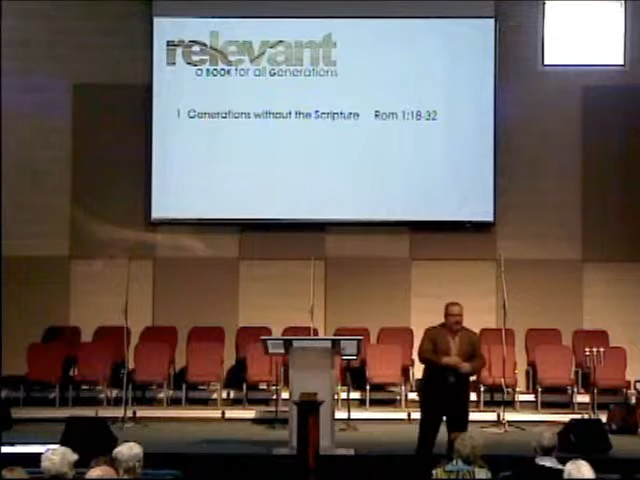 relevant
a BOOK for all Generations
1 Generations without the Scripture Rom 1:18-32